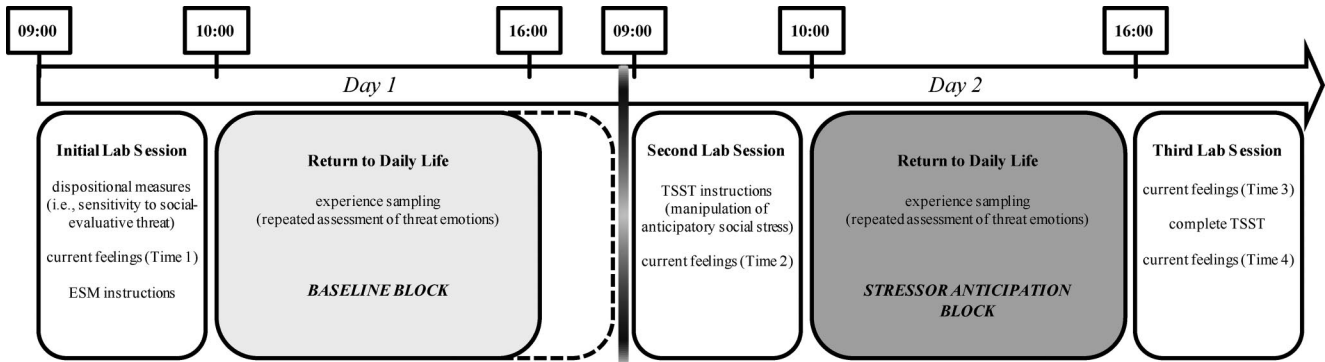 09:00
10:00
16:00
09:00
10:00
16:00
Day 1
Day 2
Initial Lab Session
dispositional measures
(i.e., sensitivity to social-
evaluative threat)
current feelings (Time 1)
ESM instructions
Return to Daily Life
experience sampling
(repeated assessment of threat emotions)
BASELINE BLOCK
Second Lab Session
TSST instructions
(manipulation of
anticipatory social stress)
current feelings (Time 2)
Return to Daily Life
experience sampling
(repeated assessment of threat emotions)
STRESSOR ANTICIPATION
BLOCK
Third Lab Session
current feelings (Time 3)
complete TSST
current feelings (Time 4)